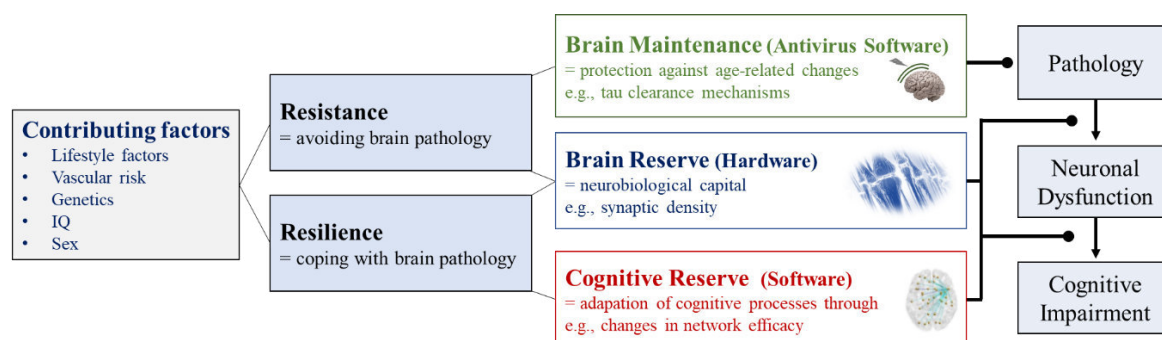 Contributing factors
• Lifestyle factors
• Vascular risk
• Genetics
• IQ
• Sex
Resistance
= avoiding brain pathology
Resilience
= coping with brain pathology
Brain Maintenance (Antivirus Software)
= protection against age-related changes
e.g., tau clearance mechanisms
Brain Reserve (Hardware)
= neurobiological capital
e.g., synaptic density
Cognitive Reserve (Software)
= adapation of cognitive processes through
e.g., changes in network efficacy
Pathology
Neuronal
Dysfunction
Cognitive
Impairment